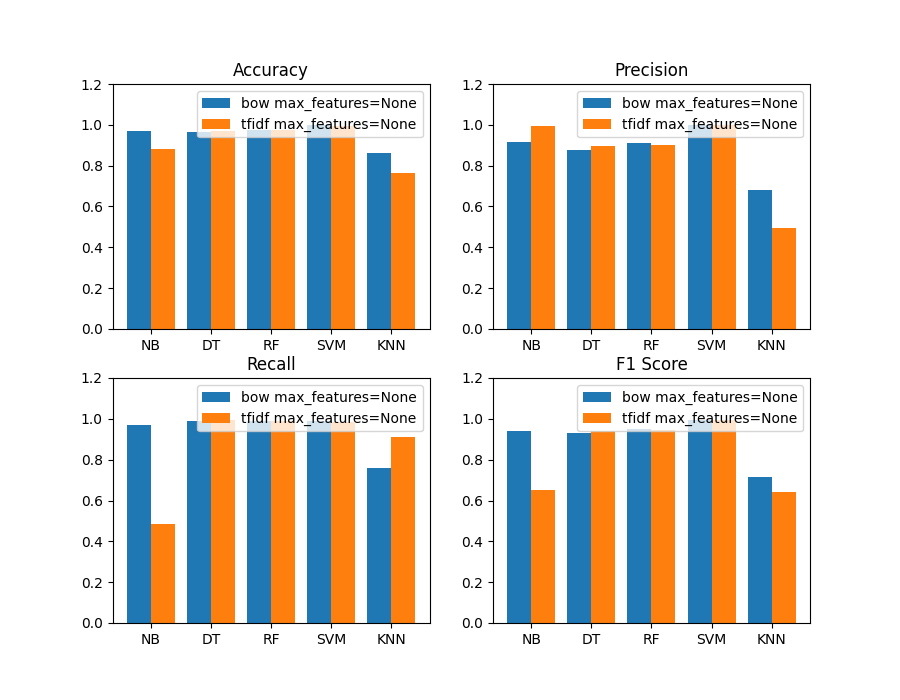 Accuracy
1.2
1.0
0.8
0.6
0.4
0.2
0.0
bow max_features=None
tfidf max_features=None
NB DT RF SVM KNN
Precision
1.2
1.0
0.8
0.6
0.4
0.2
0.0
bow max_features=None
tfidf max_features=None
NB DT RF SVM KNN
Recall
1.2
1.0
0.8
0.6
0.4
0.2
0.0
bow max_features=None
tfidf max_features=None
NB DT RF SVM KNN
F1 Score
1.2
1.0
0.8
0.6
0.4
0.2
0.0
bow max_features=None
tfidf max_features=None
NB DT RF SVM KNN